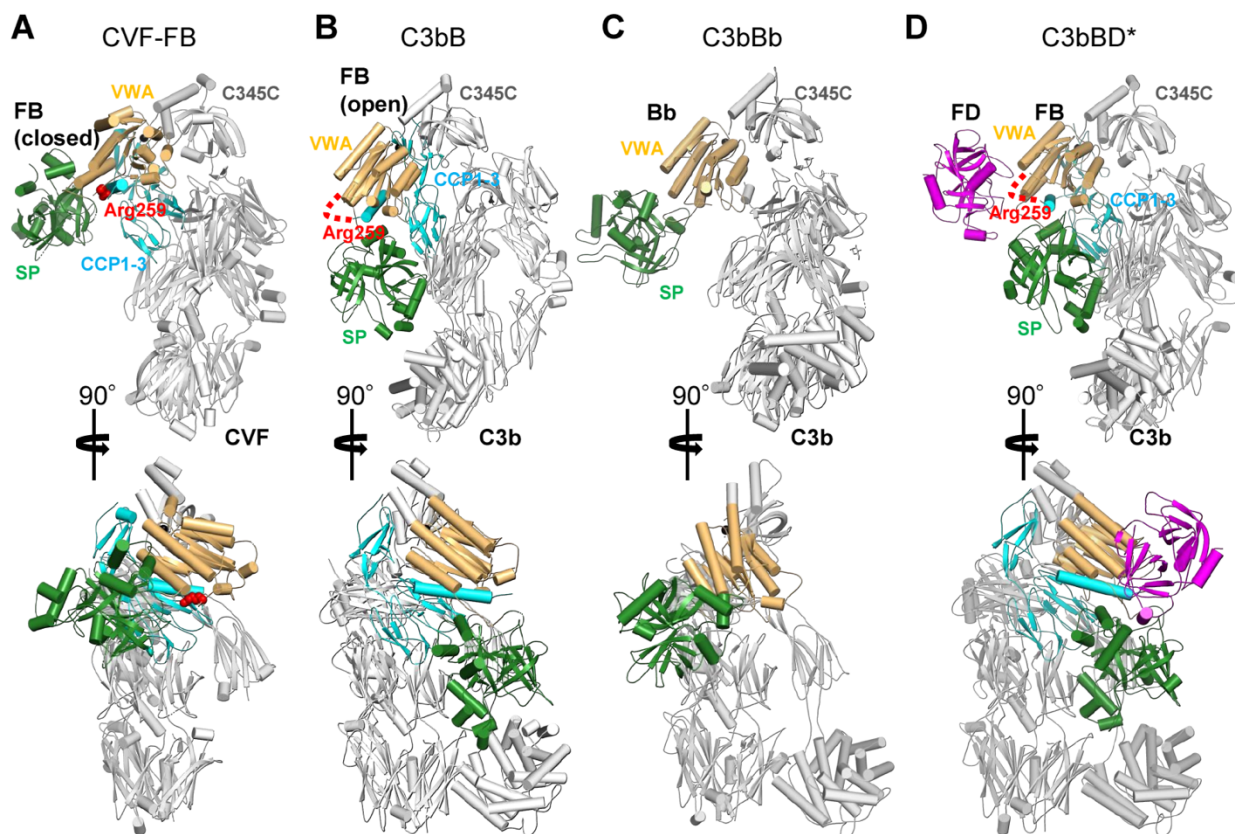 A CVF-FB
VWA
C345C
FB
(closed)
Arg259
SP
CCP1-3
90°
CVF
B C3bB
FB
(open)
C345C
VWA
CCP1-3
Arg259
SP
90°
C3b
C C3bBb
C345C
Bb
VWA
SP
90°
C3b
D C3bBD*
C345C
FD
FB
VWA
Arg259
CCP1-3
SP
90°
C3b